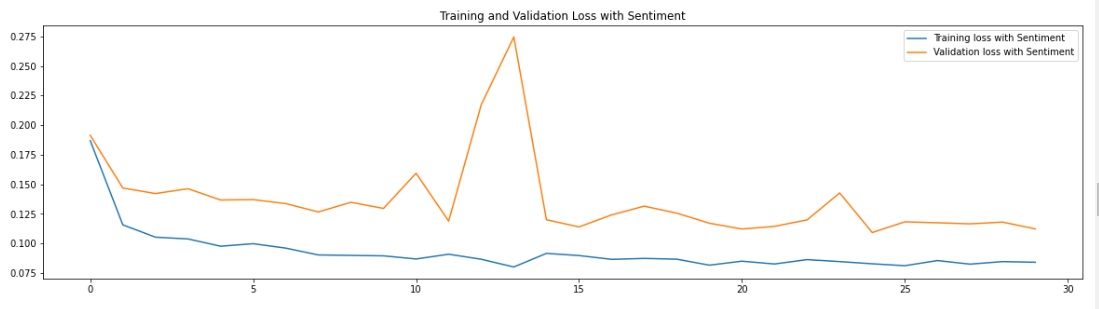 Training and Validation Loss with Sentiment
Training loss with Sentiment
Validation loss with Sentiment
0.275
0.250
0.225
0.200
0.175
0.150
0.125
0.100
0.075
0 5 10 15 20 25 30